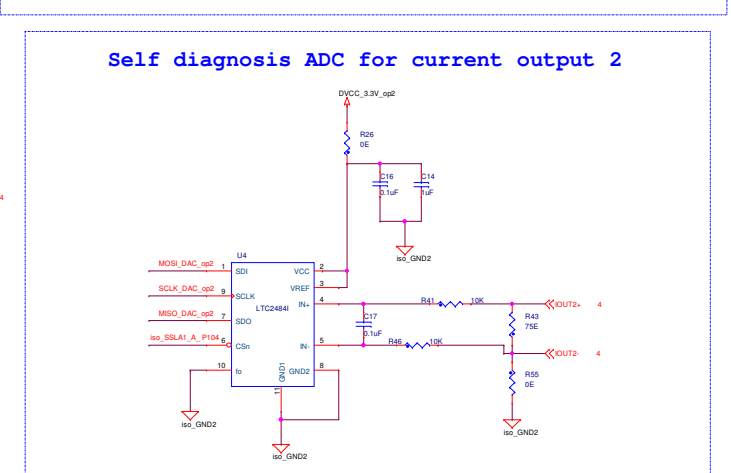 Self diagnosis ADC for current output 2
DVCC_3.3V_op2
R26
0E
C16
0.1uF
C14
1uF
iso_GND2
4
U4
MOSI_DAC_op2 1 SDI VCC 2
VREF 3
SCLK_DAC_op2 9 SCLK
LTC2484I
IN+ 4 R41 10K IOUT2+ 4
MISO_DAC_op2 7 SDO
C17
0.1uF
R43
75E
iso_SSLA1_A_P104 6 CSn
IN- 5 R46 10K IOUT2- 4
10 fo GND1 GND2 8
11
R55
0E
iso_GND2
iso_GND2
iso_GND2